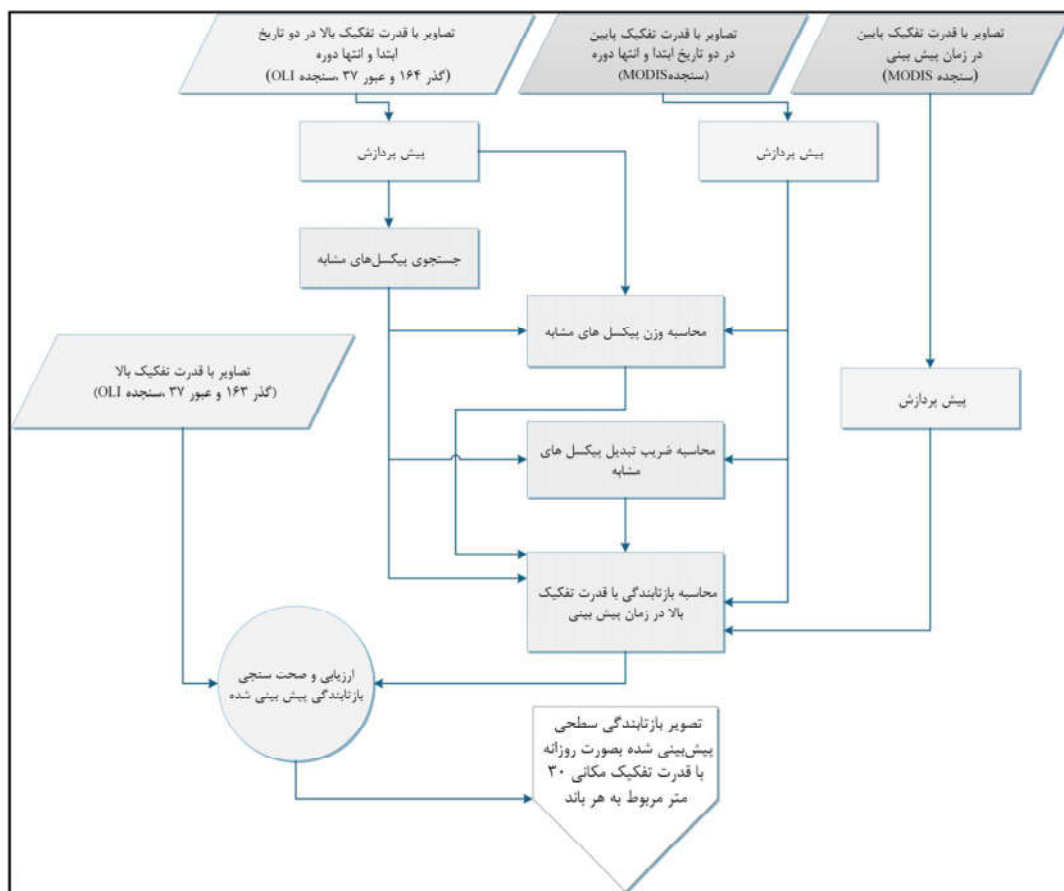 تصاویر با قدرت تفکیک پایین
در زمان پیش بینی
(سنجده MODIS)
تصاویر با قدرت تفکیک پایین
در دو تاریخ ابتدا و انتها دوره
(سنجدهMODIS)
تصاویر با قدرت تفکیک بالا در دو تاریخ
ابتدا و انتها دوره
(گذر ۱۶۴ و عبور ۳۷ ،سنجده OLI)
پیش پردازش
پیش پردازش
جستجوی پیکسل‌های مشابه
محاسبه وزن پیکسل های مشابه
تصاویر با قدرت تفکیک بالا
(گذر ۱۶۳ و عبور ۳۷ ،سنجده OLI)
پیش پردازش
محاسبه ضریب تبدیل پیکسل های
مشابه
محاسبه بازتابندگی با قدرت تفکیک
بالا در زمان پیش بینی
ارزیابی و صحت سنجی
بازتابندگی پیش بینی شده
تصویر بازتابندگی سطحی
پیش‌بینی شده بصورت روزانه
با قدرت تفکیک مکانی ۳۰
متر مربوط به هر باند